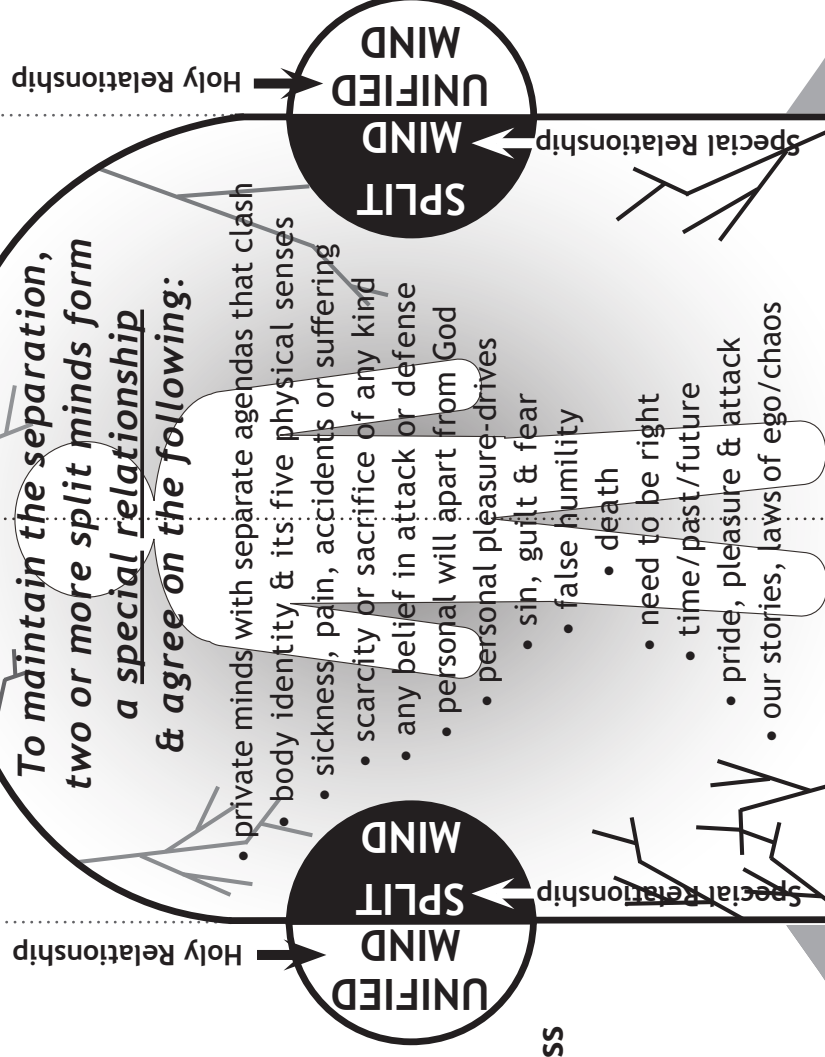 To maintain the separation,
two or more split minds form
a special relationship
& agree on the following:
• private minds with separate agendas that clash
• body identity & its five physical senses
• sickness, pain, accidents or suffering
• scarcity or sacrifice of any kind
• any belief in attack or defense
• personal will apart from God
• personal pleasure-drives
• sin, guilt & fear
• false humility
• death
• need to be right
• time/past/future
• pride, pleasure & attack
• our stories, laws of ego/chaos
Holy Relationship
UNIFIED
MIND
SPLIT
MIND
Special Relationship
Holy Relationship
UNIFIED
MIND
SPLIT
MIND
Special Relationship
ss